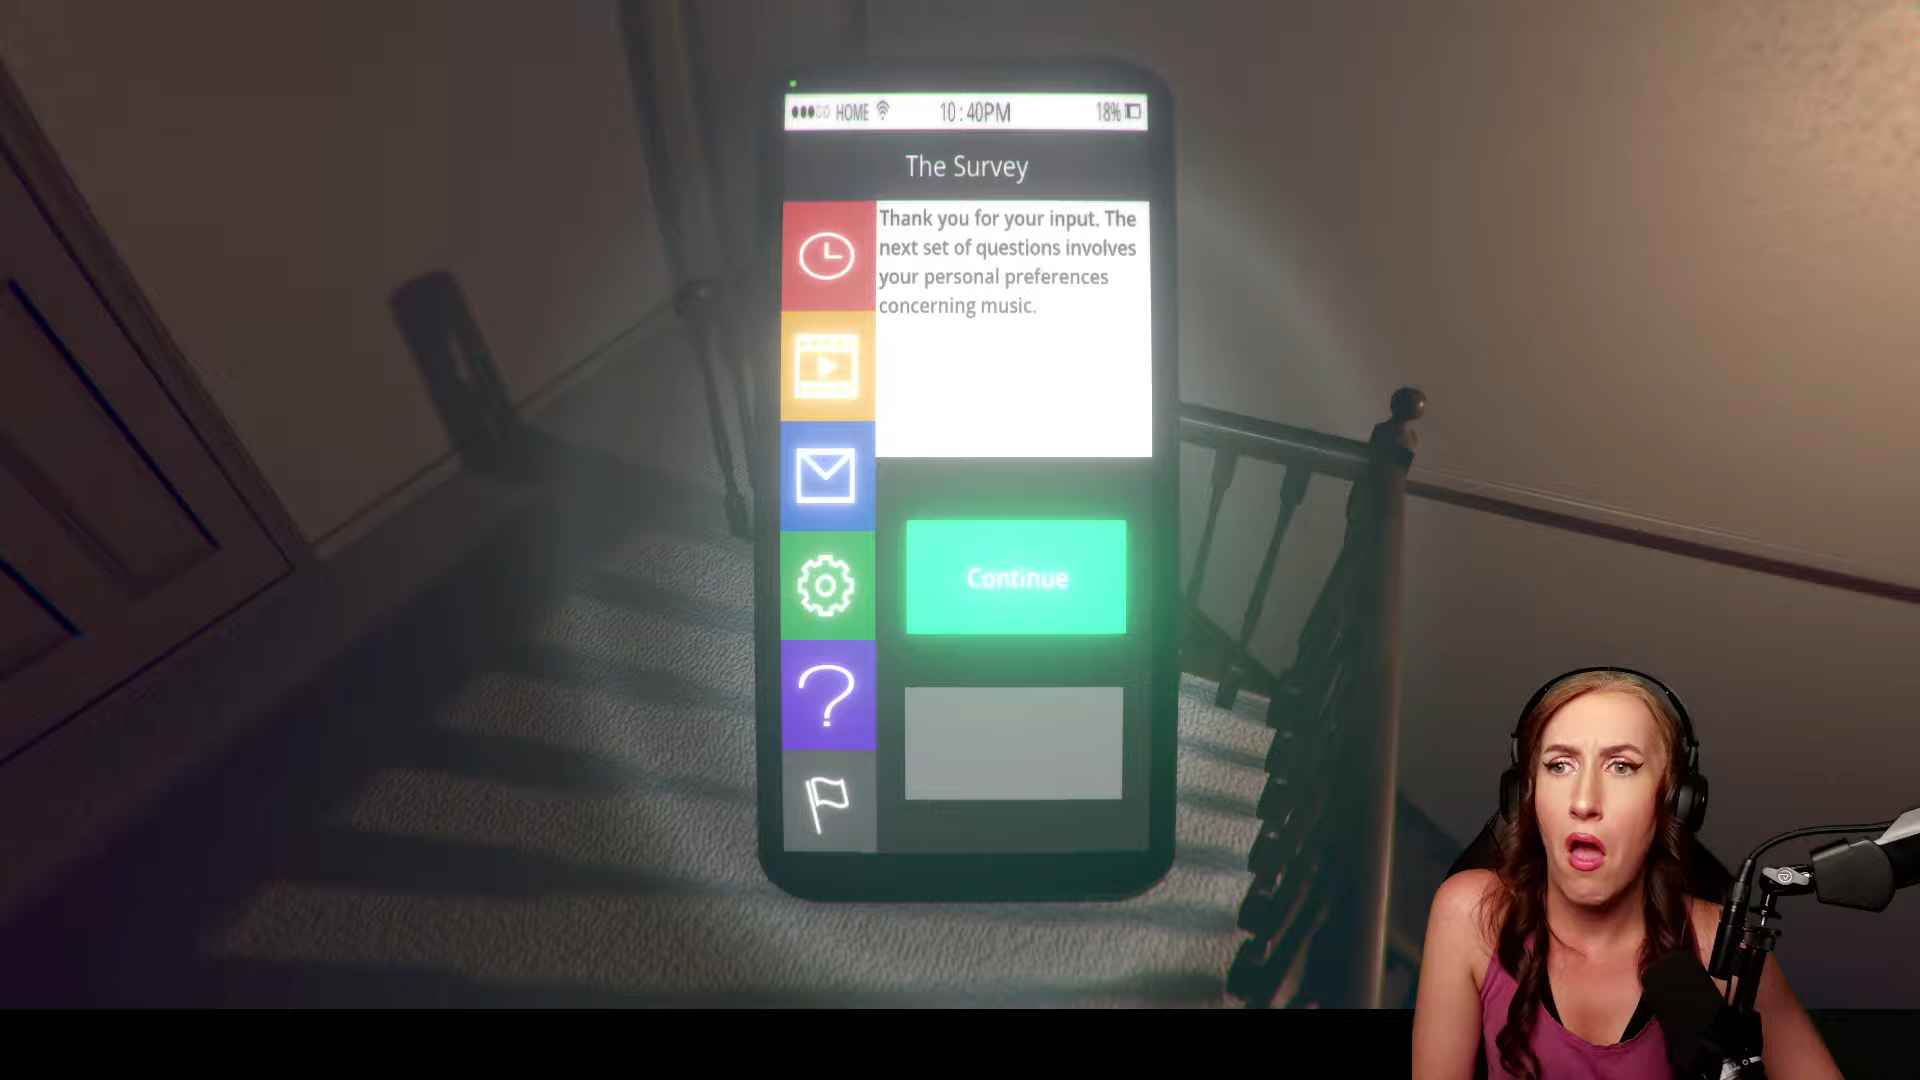 HOME 10:40PM 18%
The Survey
Thank you for your input. The
next set of questions involves
your personal preferences
concerning music.
Continue